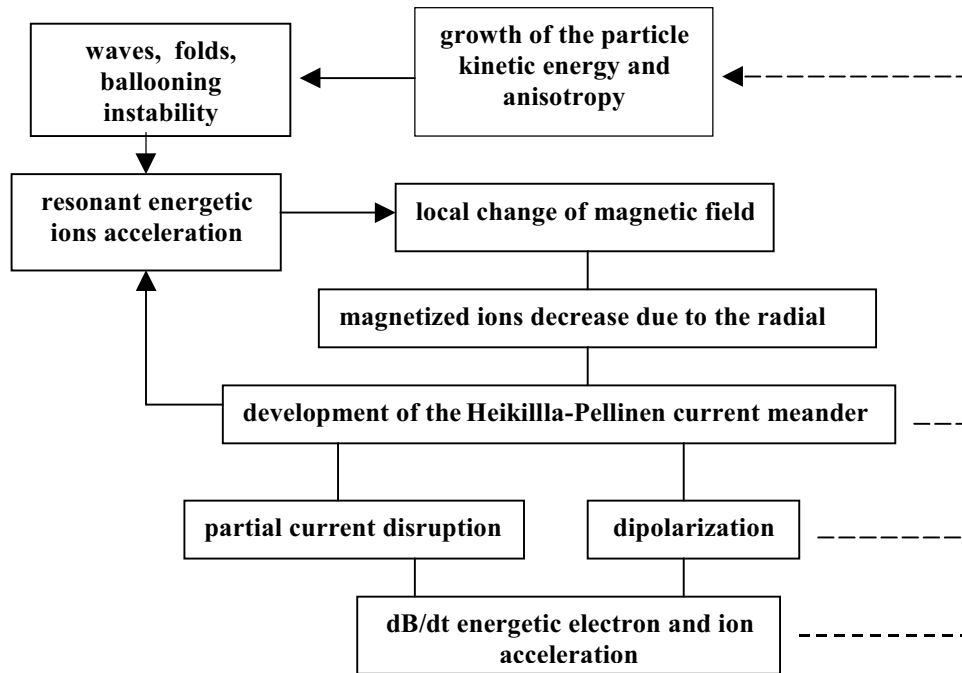 waves, folds,
ballooning
instability
growth of the particle
kinetic energy and
anisotropy
resonant energetic
ions acceleration
local change of magnetic field
magnetized ions decrease due to the radial
development of the Heikillla-Pellinen current meander
partial current disruption
dipolarization
dB/dt energetic electron and ion
acceleration